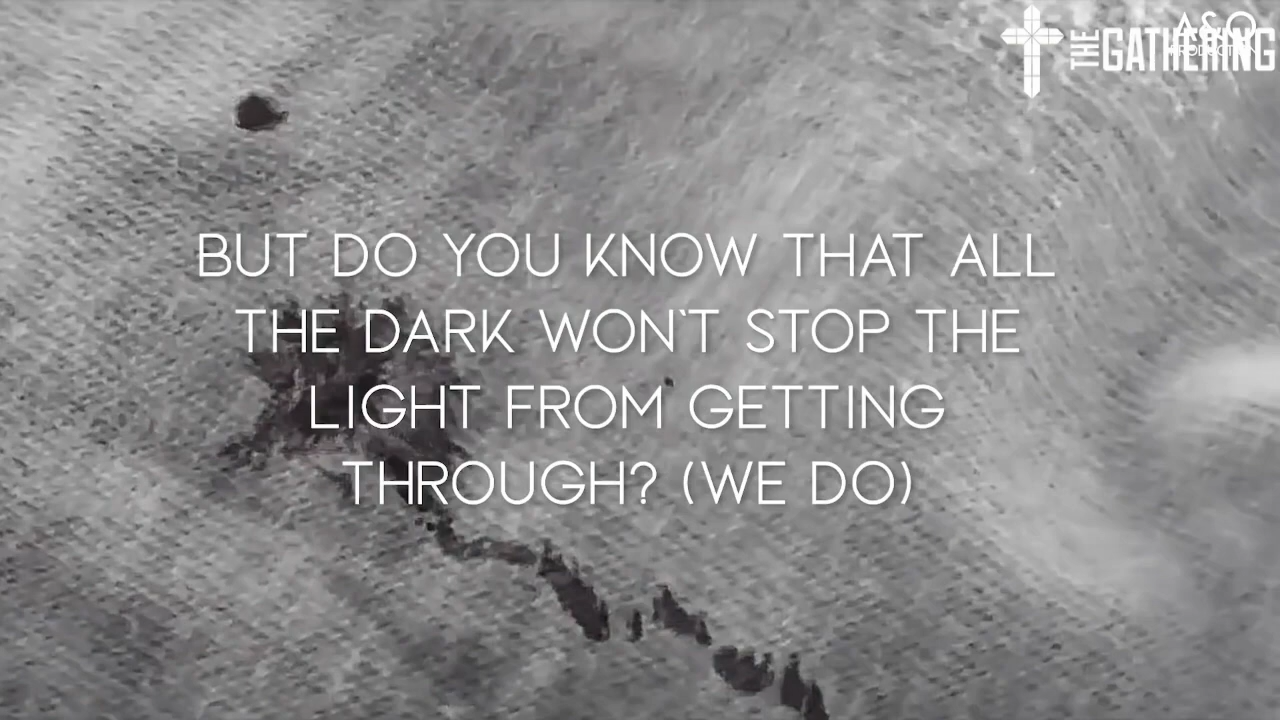 A&O
PRODUCTION
THE GATHERING
BUT DO YOU KNOW THAT ALL
THE DARK WON'T STOP THE
LIGHT FROM GETTING
THROUGH? (WE DO)